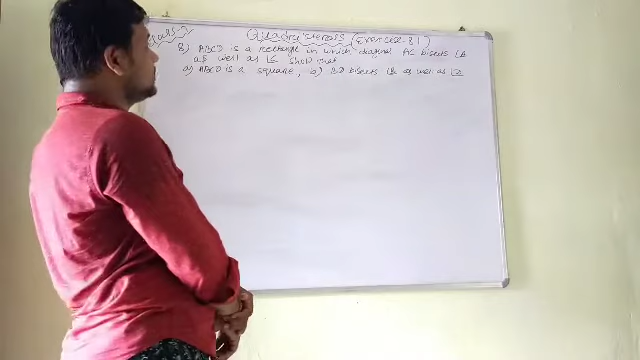 Quadrilaterals (Exercise-8.1)
8) ABCD is a rectangle in which diagonal AC bisects ∠A
as well as ∠C show that
a) ABCD is a square, b) BD bisects ∠B as well as ∠D